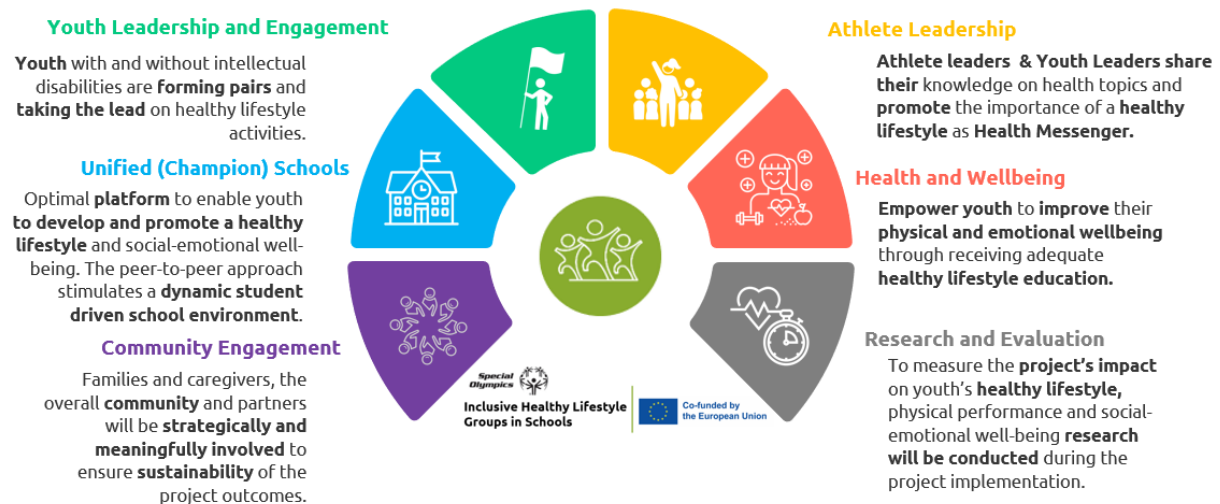 Youth Leadership and Engagement
Youth with and without intellectual
disabilities are forming pairs and
taking the lead on healthy lifestyle
activities.
Unified (Champion) Schools
Optimal platform to enable youth
to develop and promote a healthy
lifestyle and social-emotional well-
being. The peer-to-peer approach
stimulates a dynamic student
driven school environment.
Community Engagement
Families and caregivers, the
overall community and partners
will be strategically and
meaningfully involved to
ensure sustainability of the
project outcomes.
Athlete Leadership
Athlete leaders & Youth Leaders share
their knowledge on health topics and
promote the importance of a healthy
lifestyle as Health Messenger.
Health and Wellbeing
Empower youth to improve their
physical and emotional wellbeing
through receiving adequate
healthy lifestyle education.
Research and Evaluation
To measure the project's impact
on youth's healthy lifestyle,
physical performance and social-
emotional well-being research
will be conducted during the
project implementation.
Special
Olympics
Inclusive Healthy Lifestyle
Groups in Schools
Co-funded by
the European Union